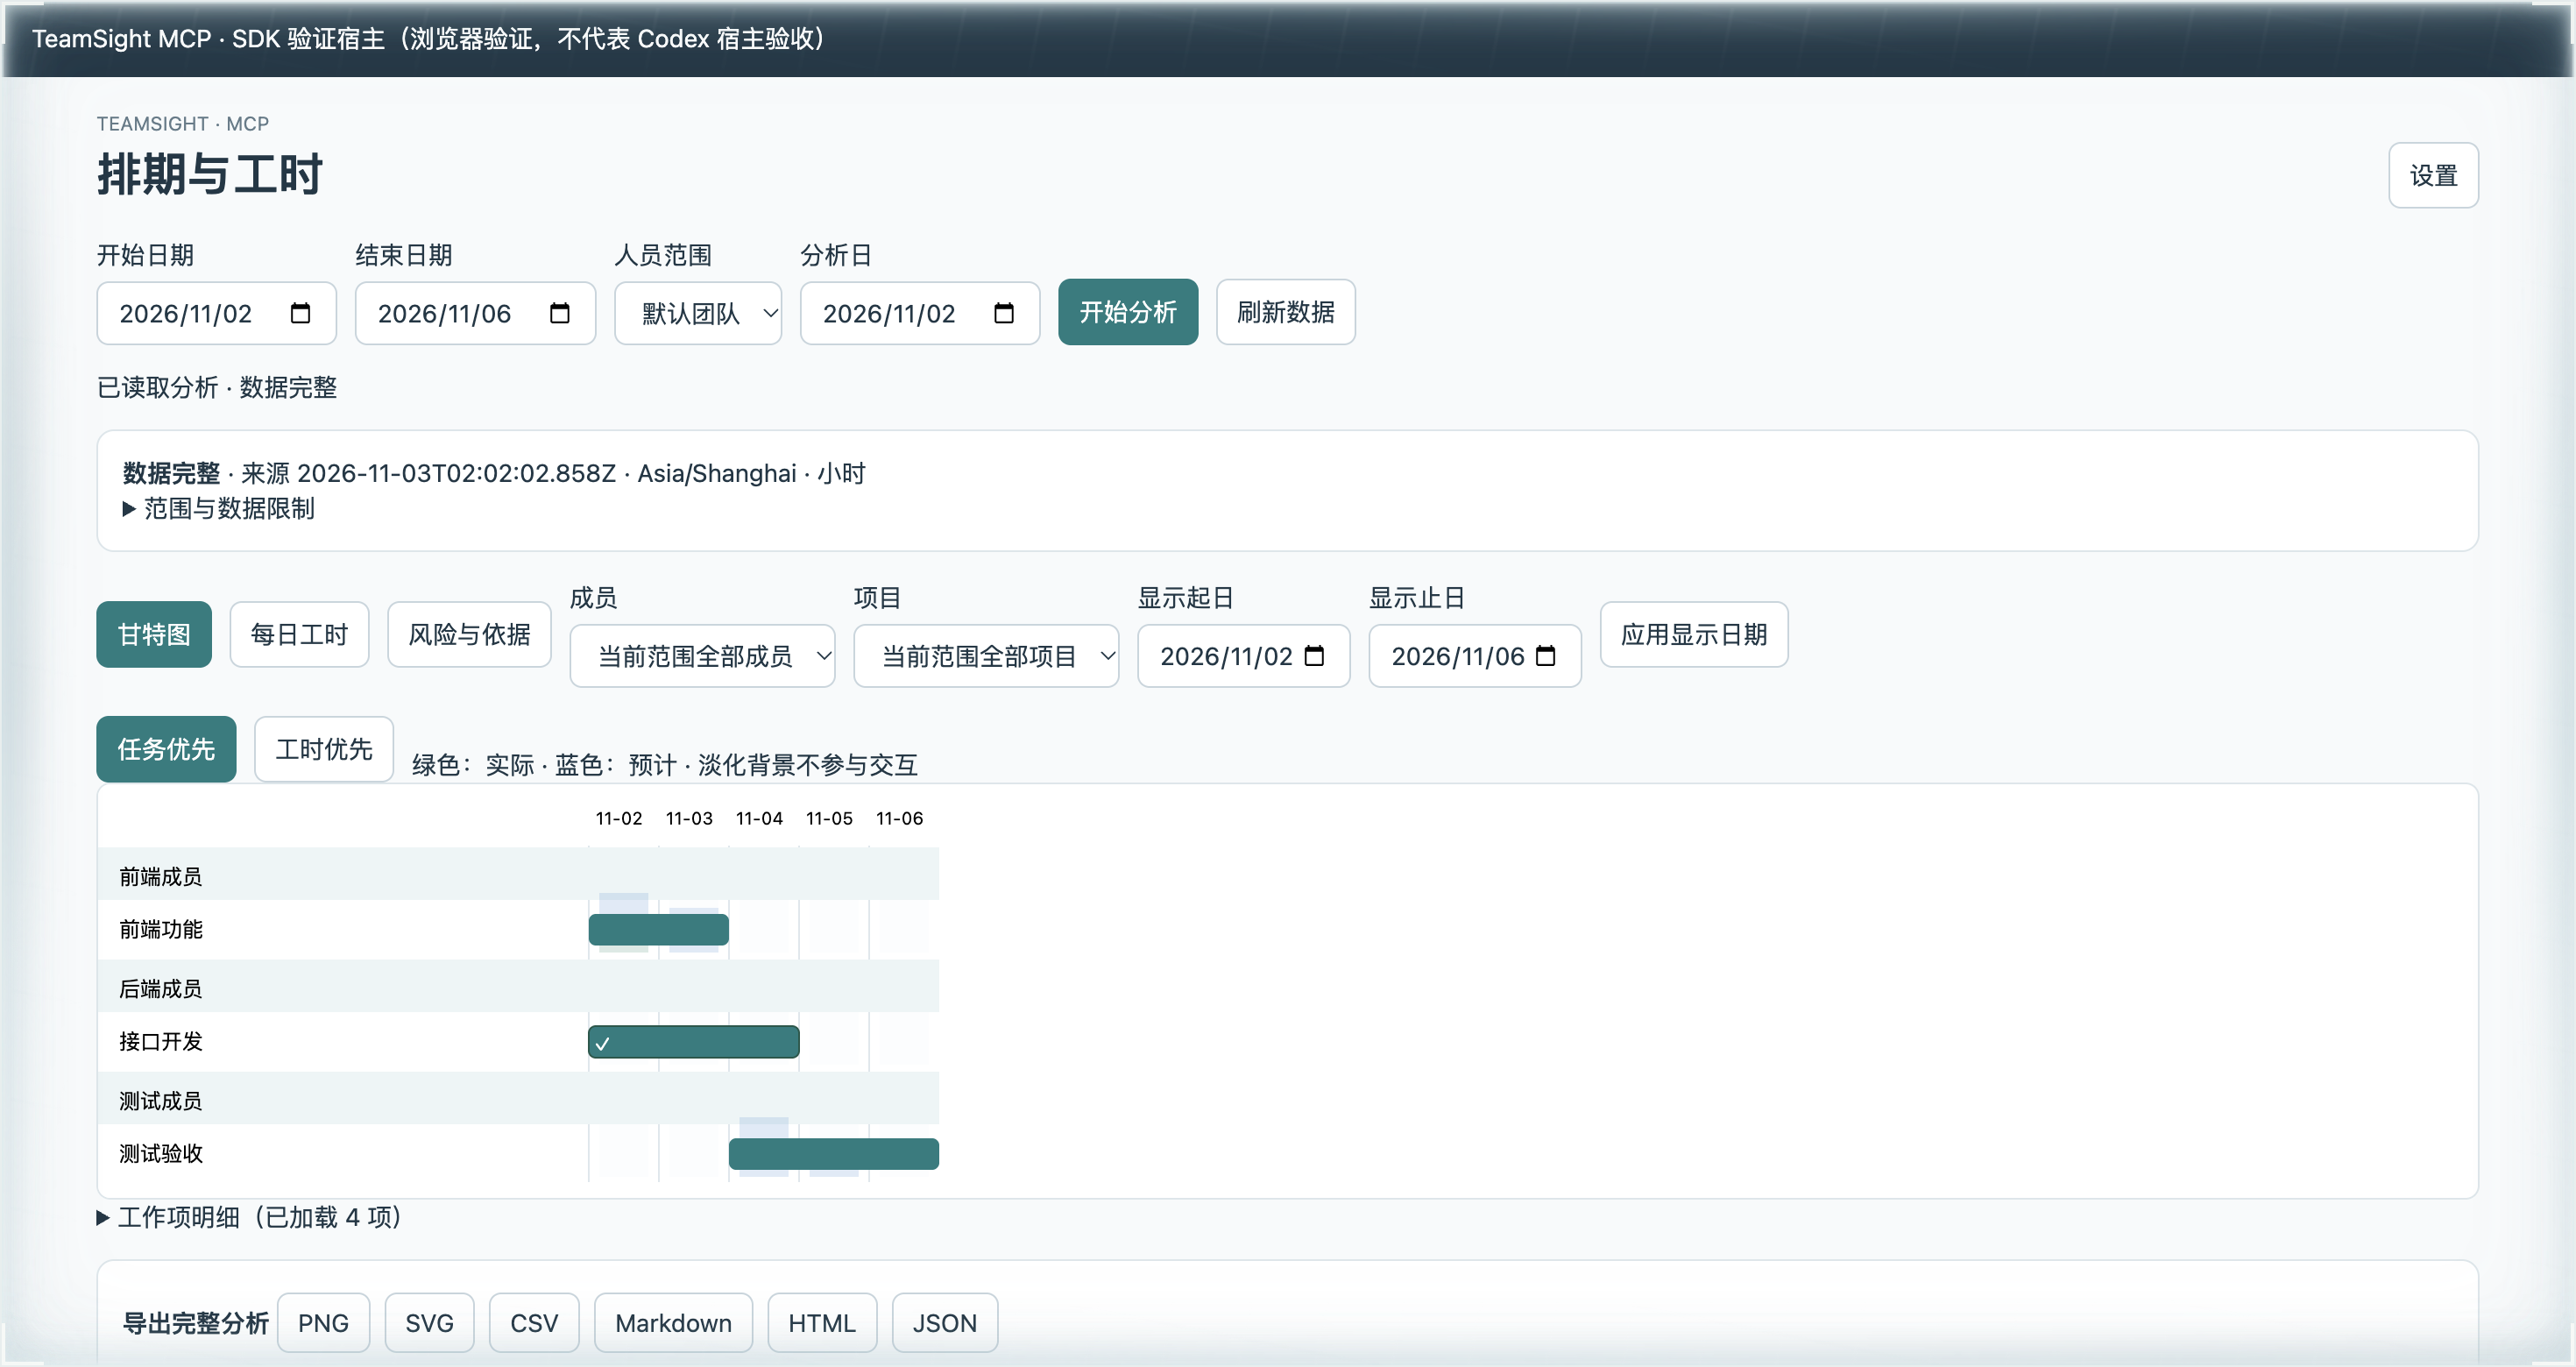 TeamSight MCP · SDK 验证宿主（浏览器验证，不代表 Codex 宿主验收）
TEAMSIGHT · MCP
排期与工时
设置
开始日期 结束日期 人员范围 分析日
2026/11/02 2026/11/06 默认团队 2026/11/02 开始分析 刷新数据
已读取分析 · 数据完整
数据完整 · 来源 2026-11-03T02:02:02.858Z · Asia/Shanghai · 小时
▶ 范围与数据限制
成员 项目 显示起日 显示止日
甘特图 每日工时 风险与依据 当前范围全部成员 当前范围全部项目 2026/11/02 2026/11/06 应用显示日期
任务优先 工时优先 绿色：实际 · 蓝色：预计 · 淡化背景不参与交互
11-02 11-03 11-04 11-05 11-06
前端成员
前端功能
后端成员
接口开发 ✓
测试成员
测试验收
▶ 工作项明细（已加载 4 项）
导出完整分析 PNG SVG CSV Markdown HTML JSON